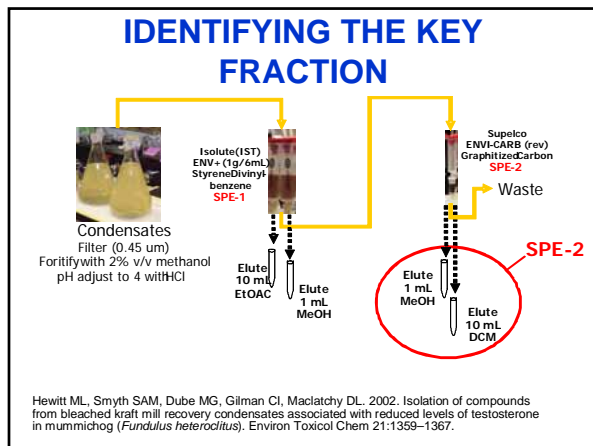 IDENTIFYING THE KEY
FRACTION
Condensates
Filter (0.45 um)
Foritifywith 2% v/v methanol
pH adjust to 4 withHCl
Isolute(IST)
ENV+ (1g/6mL)
StyreneDivinyl-
benzene
SPE-1
Elute
10 mL
EtOAC
Elute
1 mL
MeOH
Supelco
ENVI-CARB (rev)
GraphitizedCarbon
SPE-2
Waste
SPE-2
Elute
1 mL
MeOH
Elute
10 mL
DCM
Hewitt ML, Smyth SAM, Dube MG, Gilman CI, Maclatchy DL. 2002. Isolation of compounds
from bleached kraft mill recovery condensates associated with reduced levels of testosterone
in mummichog (Fundulus heteroclitus). Environ Toxicol Chem 21:1359–1367.